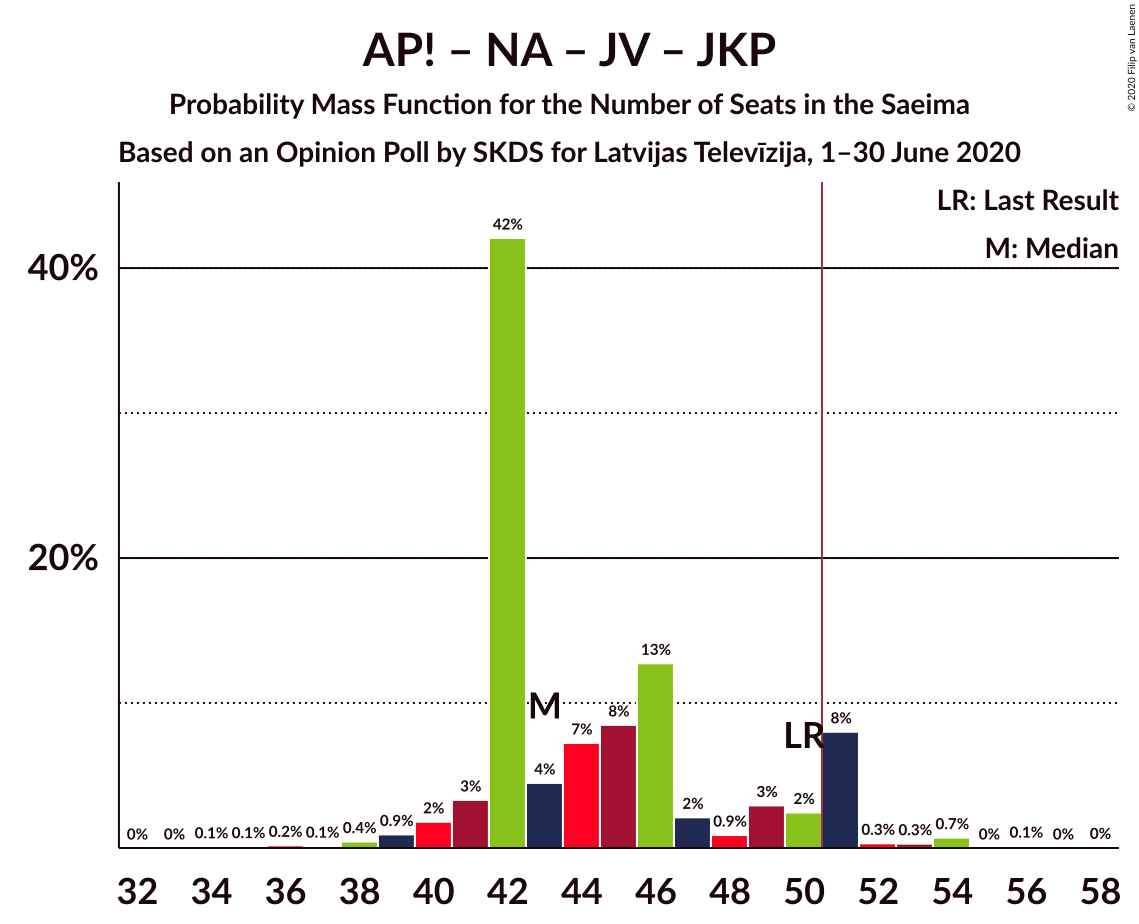 AP! – NA – JV – JKP
Probability Mass Function for the Number of Seats in the Saeima
Based on an Opinion Poll by SKDS for Latvijas Televīzija, 1–30 June 2020
© 2020 Filip van Laenen
LR: Last Result
M: Median
40%
20%
0% 0% 0.1% 0.1% 0.2% 0.1% 0.4% 0.9% 2% 3% 42% 4% 7% 8% 13% 2% 0.9% 3% 2% 8% 0.3% 0.3% 0.7% 0% 0.1% 0% 0%
M
LR
32 34 36 38 40 42 44 46 48 50 52 54 56 58